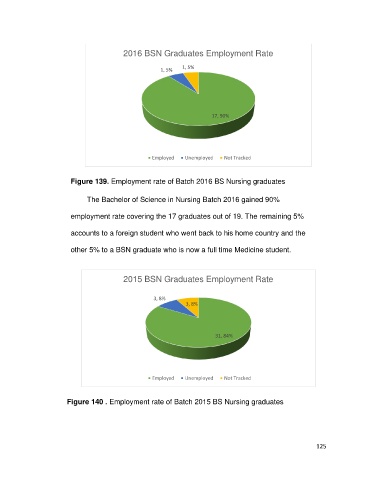 2016 BSN Graduates Employment Rate
1, 5%
1, 5%
17, 90%
Employed Unemployed Not Tracked
Figure 139. Employment rate of Batch 2016 BS Nursing graduates
The Bachelor of Science in Nursing Batch 2016 gained 90%
employment rate covering the 17 graduates out of 19. The remaining 5%
accounts to a foreign student who went back to his home country and the
other 5% to a BSN graduate who is now a full time Medicine student.
2015 BSN Graduates Employment Rate
3, 8%
3, 8%
31, 84%
Employed Unemployed Not Tracked
Figure 140 . Employment rate of Batch 2015 BS Nursing graduates
125